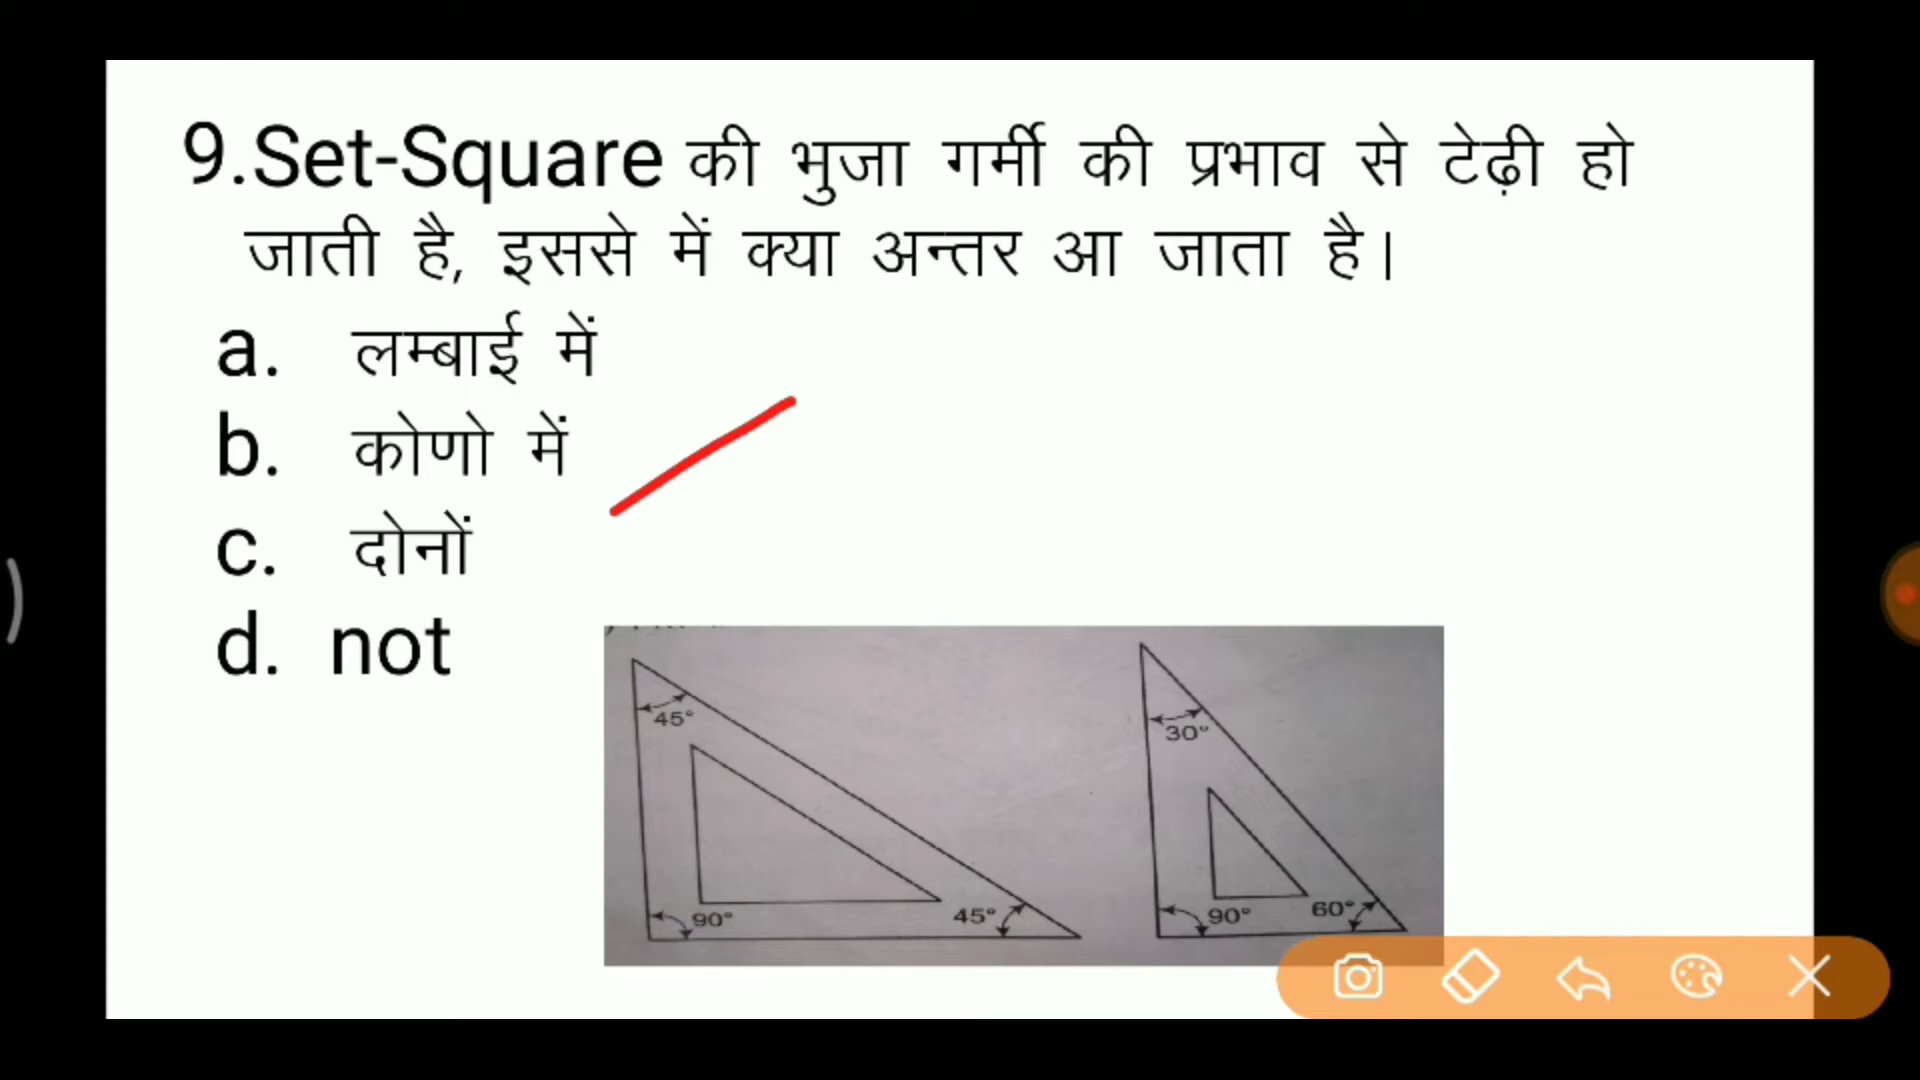 9.Set-Square की भुजा गर्मी की प्रभाव से टेढ़ी हो
जाती है, इससे में क्या अन्तर आ जाता है।
a. लम्बाई में
b. कोणो में
c. दोनों
d. not
45°
90°
45°
30°
90°
60°